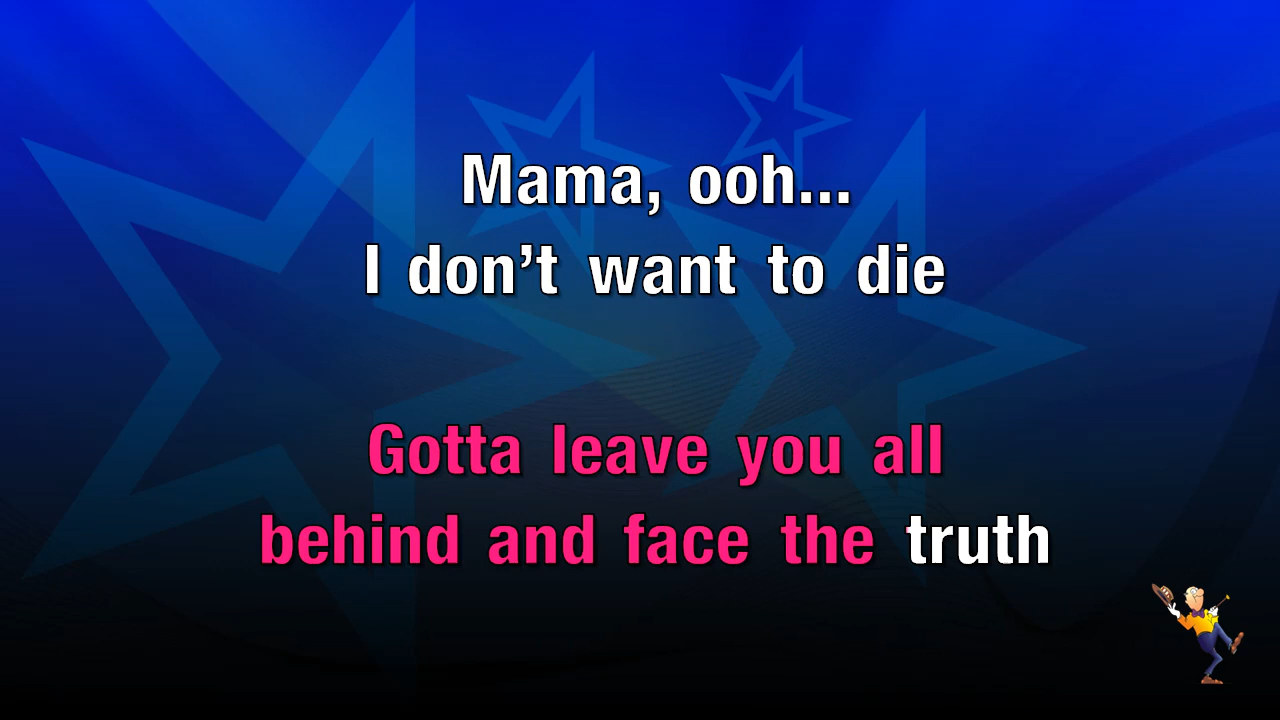 Mama, ooh...
I don’t want to die
Gotta leave you all
behind and face the truth